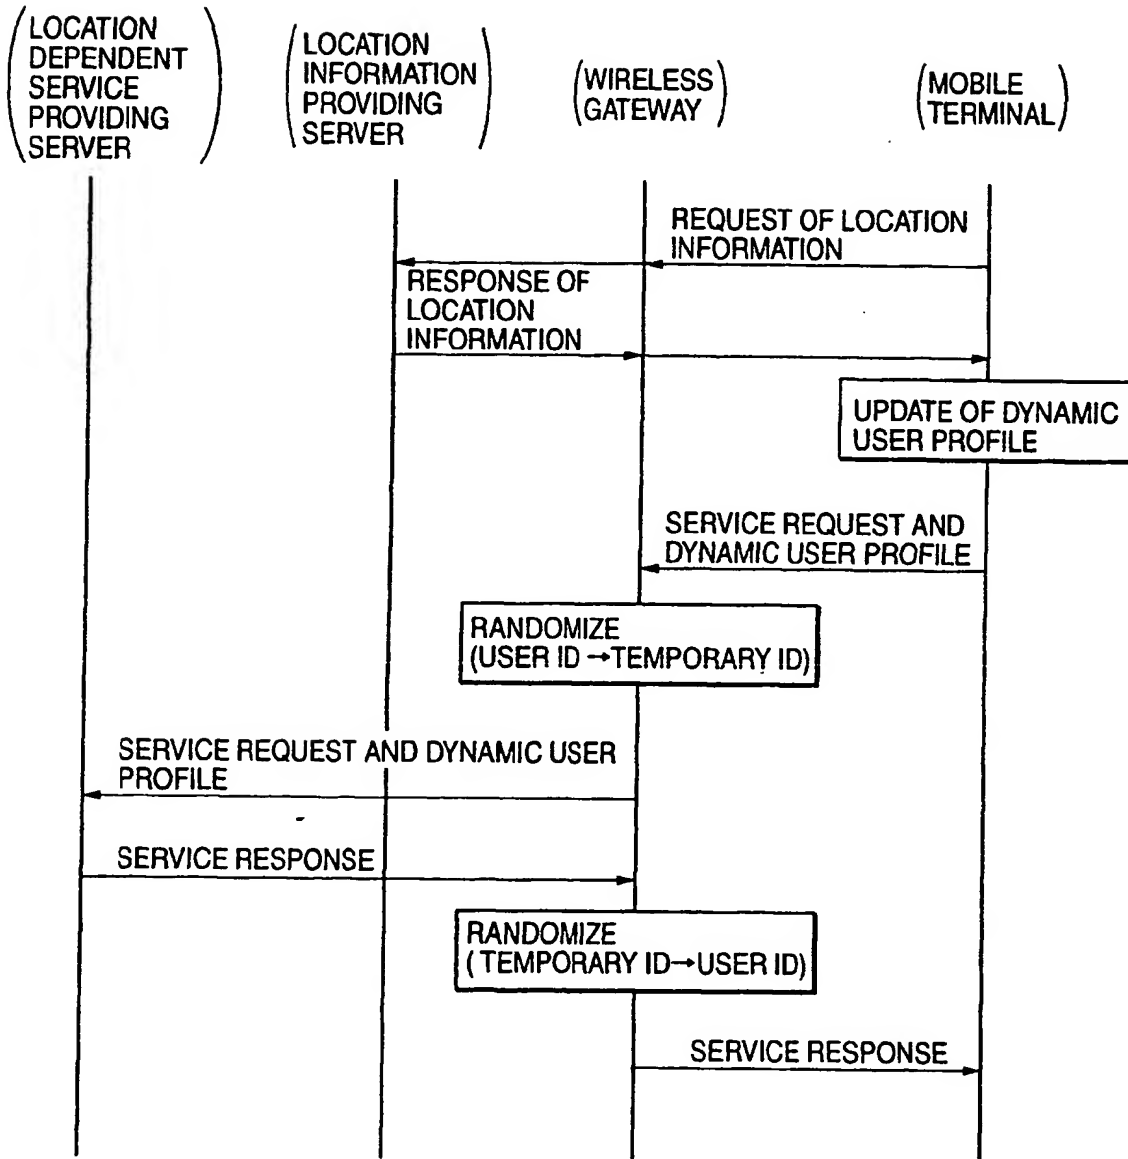 LOCATION
DEPENDENT
SERVICE
PROVIDING
SERVER
LOCATION
INFORMATION
PROVIDING
SERVER
WIRELESS
GATEWAY
MOBILE
TERMINAL
REQUEST OF LOCATION
INFORMATION
RESPONSE OF
LOCATION
INFORMATION
UPDATE OF DYNAMIC
USER PROFILE
SERVICE REQUEST AND
DYNAMIC USER PROFILE
RANDOMIZE
(USER ID→TEMPORARY ID)
SERVICE REQUEST AND DYNAMIC USER
PROFILE
SERVICE RESPONSE
RANDOMIZE
( TEMPORARY ID→USER ID)
SERVICE RESPONSE